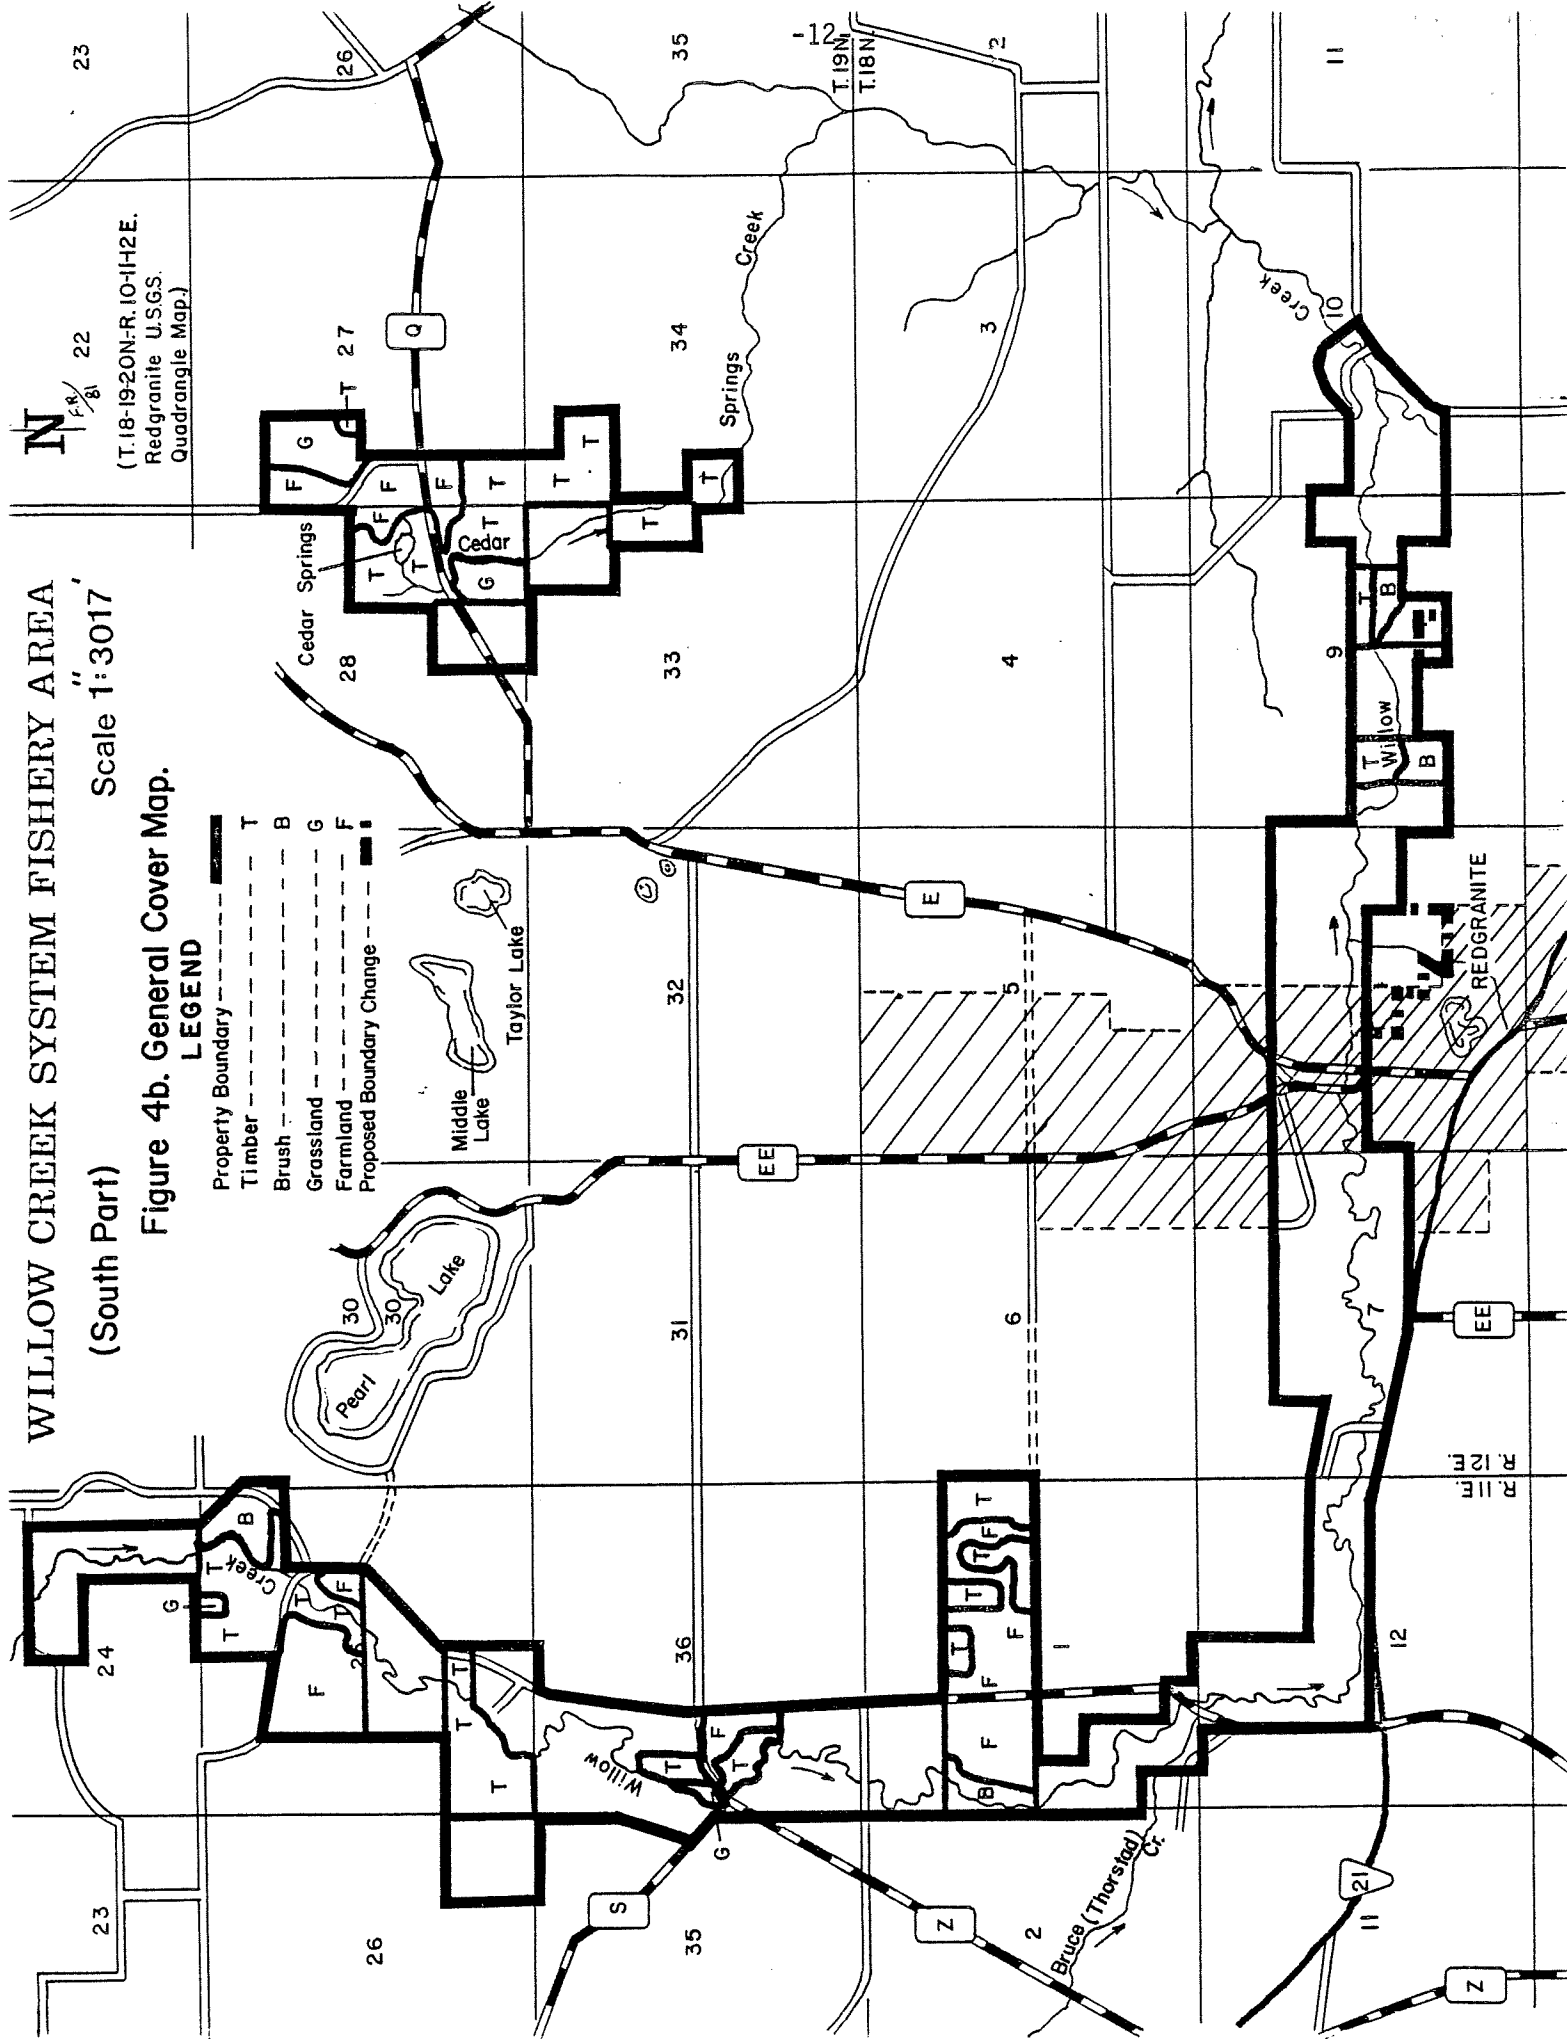 WILLOW CREEK SYSTEM FISHERY AREA
(South Part)
Scale 1":3017'
Figure 4b. General Cover Map.
LEGEND
Property Boundary
Timber T
Brush B
Grassland G
Farmland F
Proposed Boundary Change
N
F.R/81
(T.18-19-20N.-R.10-11-12E.
Redgranite U.S.G.S.
Quadrangle Map.)
-12-
T.19N.
T.18N.
23
24
30
30
28
27
22
26
23
Pearl
Lake
Middle
Lake
Taylor Lake
Cedar Springs
Cedar
Springs
Creek
Q
G
T
F
F
F
F
T
T
T
T
G
T
T
T
T
T
G
T
T
B
Creek
T
T
F
F
2
T
T
T
26
35
36
31
32
33
34
35
S
Willow
T
F
T
G
EE
E
Z
2
1
6
5
4
3
2
B
F
F
F
T
T
T
F
T
Bruce (Thorstad)
Cr.
21
11
12
7
9
10
11
R.11E.
R.12E.
Z
EE
REDGRANITE
T
Willow
B
T
B
Creek